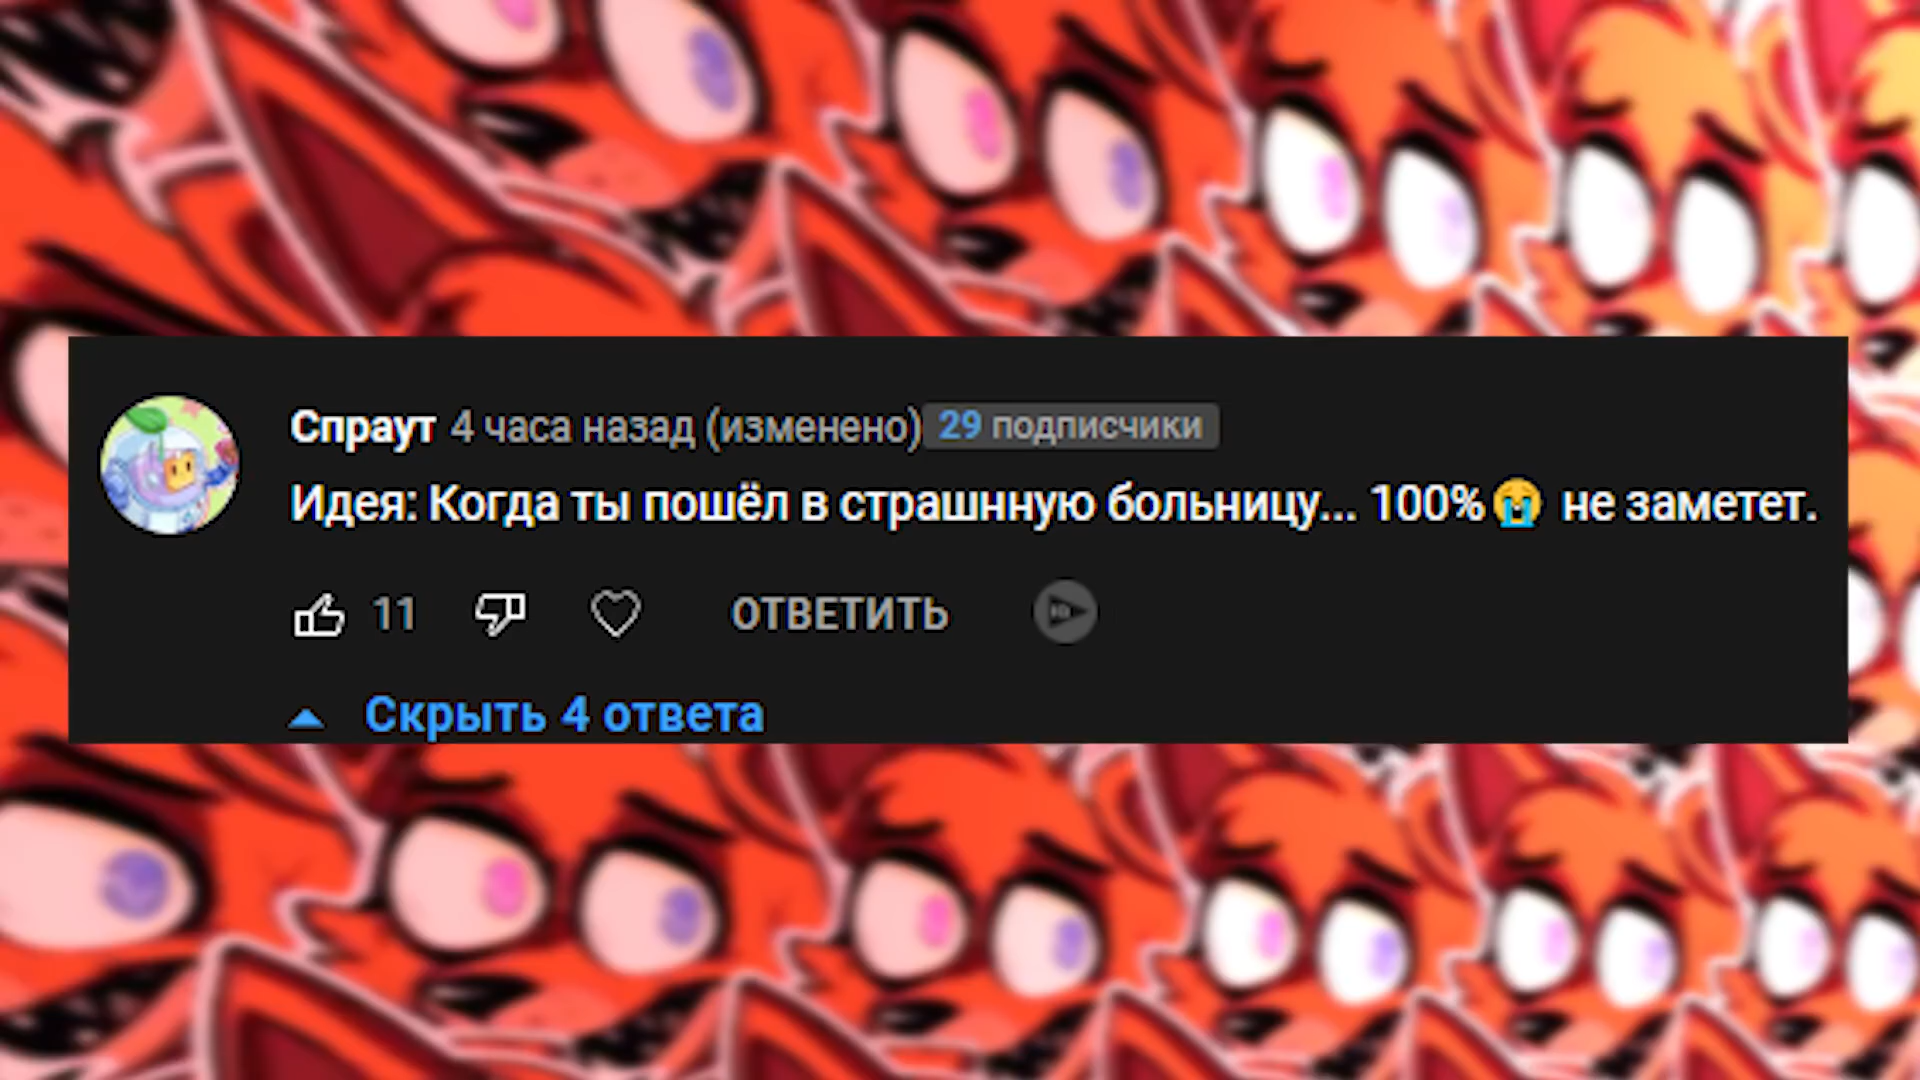 Спраут 4 часа назад (изменено) 29 подписчики
Идея: Когда ты пошёл в страшнную больницу... 100%😭 не заметет.
11 ОТВЕТИТЬ
Скрыть 4 ответа